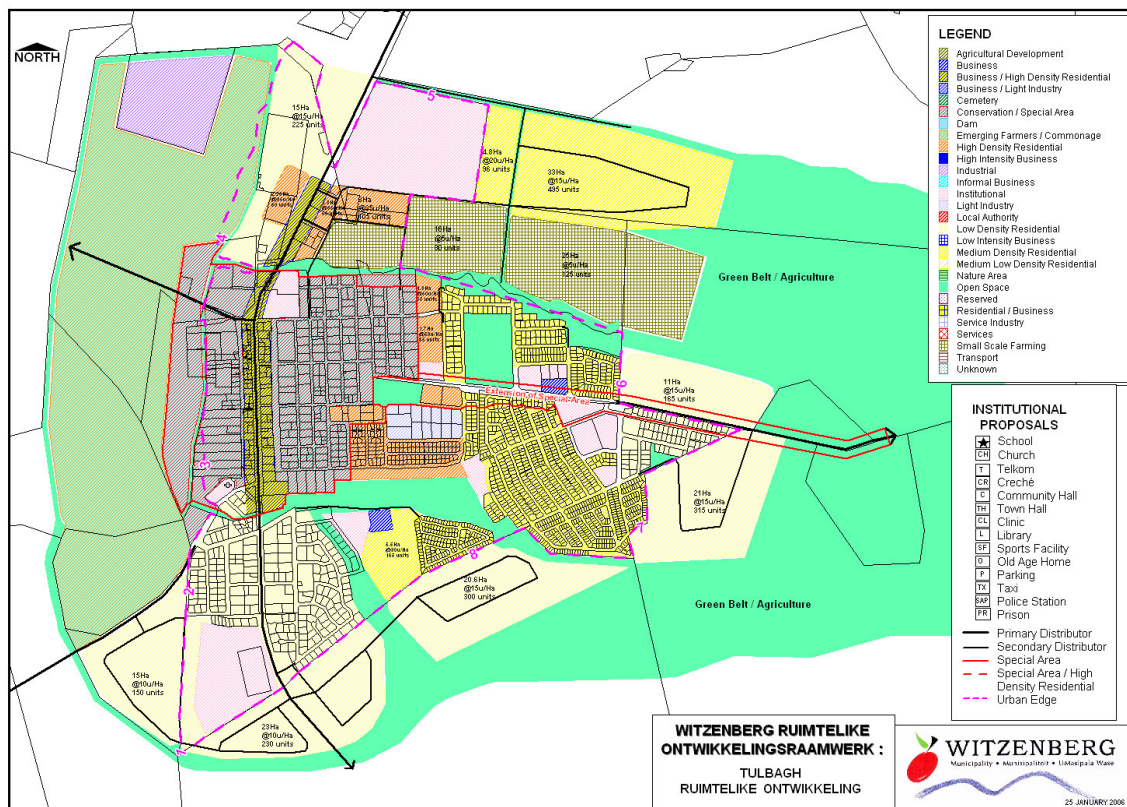 NORTH
5
15Ha
@15u/Ha
225 units
4.8Ha
@20u/Ha
96 units
33Ha
@15u/Ha
495 units
16Ha
@5u/Ha
25Ha
@5u/Ha
125 units
4
Green Belt / Agriculture
6
11Ha
@15u/Ha
165 units
Extension of Special Area
3
21Ha
@15u/Ha
315 units
7
8
2
20.6Ha
@15u/Ha
300 units
Green Belt / Agriculture
15Ha
@10u/Ha
150 units
23Ha
@10u/Ha
230 units
1
LEGEND
Agricultural Development
Business
Business / High Density Residential
Business / Light Industry
Cemetery
Conservation / Special Area
Dam
Emerging Farmers / Commonage
High Density Residential
High Intensity Business
Industrial
Informal Business
Institutional
Light Industry
Local Authority
Low Density Residential
Low Intensity Business
Medium Density Residential
Medium Low Density Residential
Nature Area
Open Space
Reserved
Residential / Business
Service Industry
Services
Small Scale Farming
Transport
Unknown
INSTITUTIONAL
PROPOSALS
School
CH Church
T Telkom
CR Creché
C Community Hall
TH Town Hall
CL Clinic
L Library
SF Sports Facility
O Old Age Home
P Parking
TX Taxi
SAP Police Station
PR Prison
Primary Distributor
Secondary Distributor
Special Area
Special Area / High
Density Residential
Urban Edge
WITZENBERG RUIMTELIKE
ONTWIKKELINGSRAAMWERK :
TULBAGH
RUIMTELIKE ONTWIKKELING
WITZENBERG
Municipality • Munisipaliteit • UMasipala Wase
25 JANUARY 2006